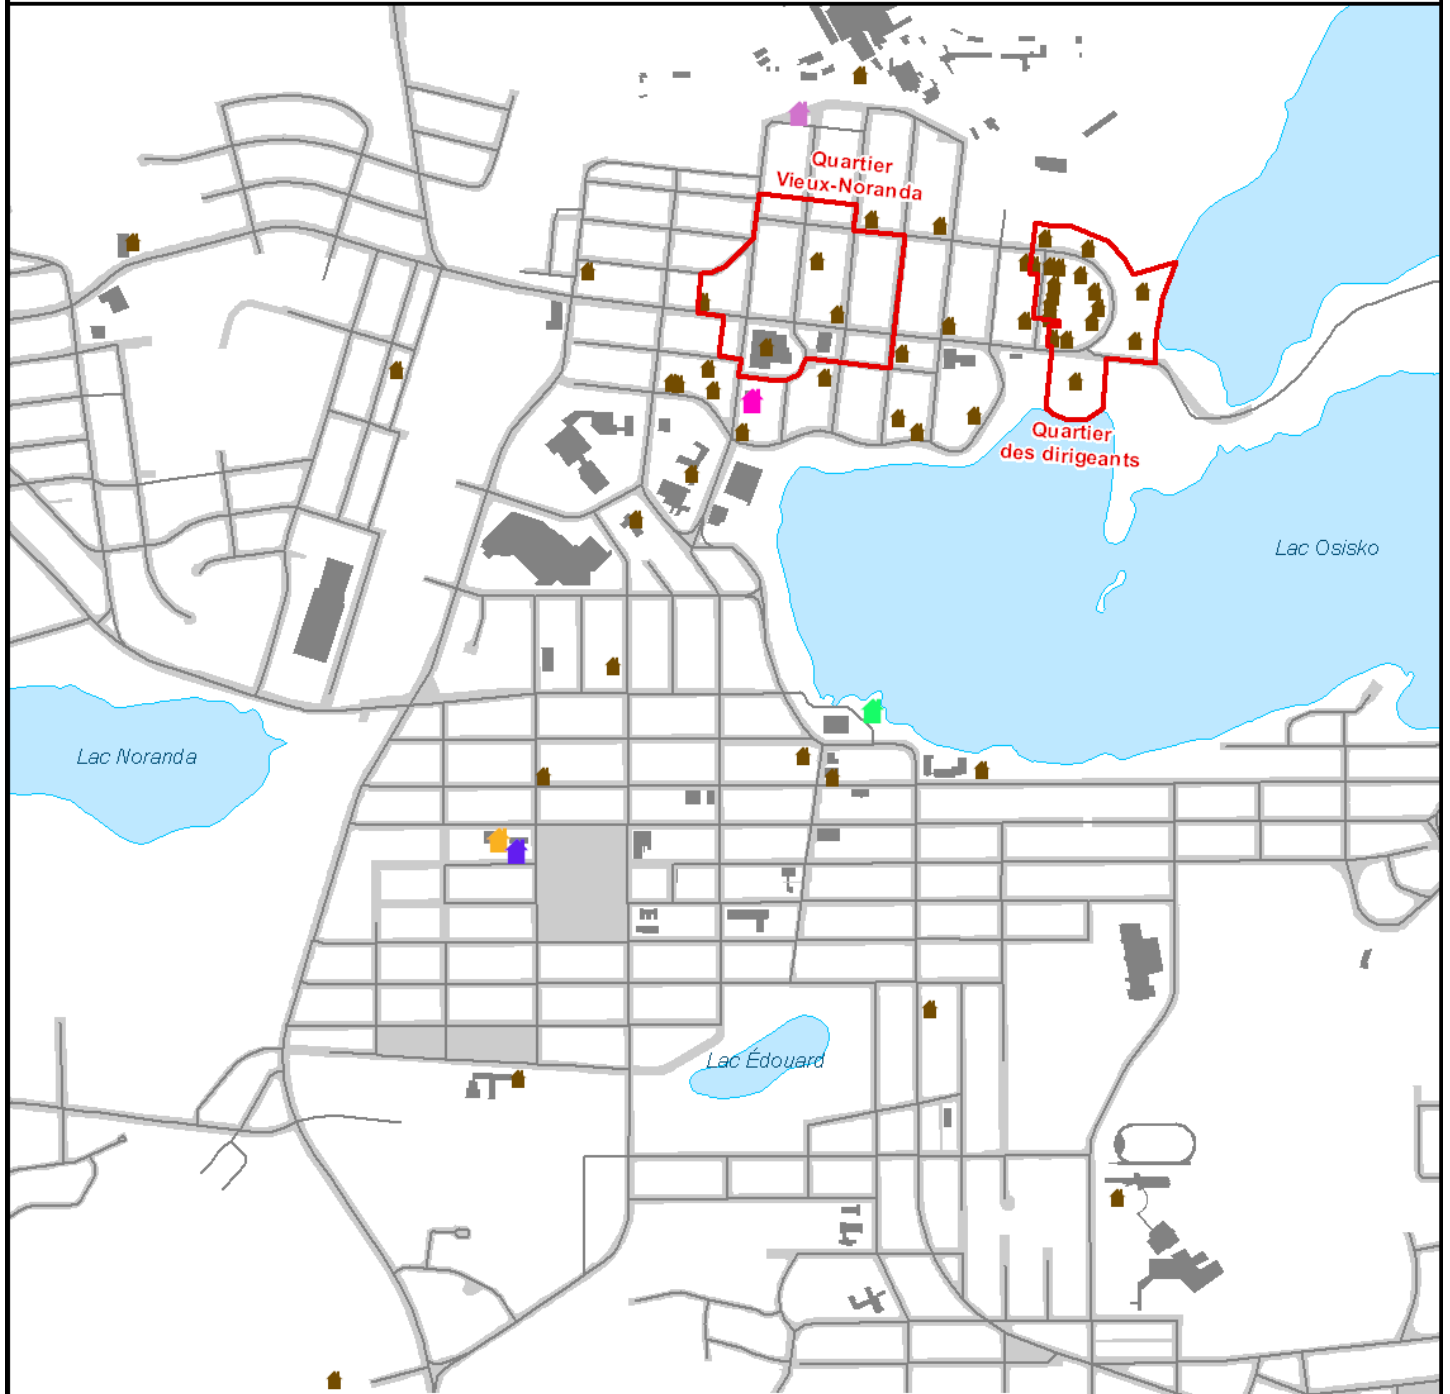 Quartier
Vieux-Noranda
Quartier
des dirigeants
Lac Osisko
Lac Noranda
Lac Édouard